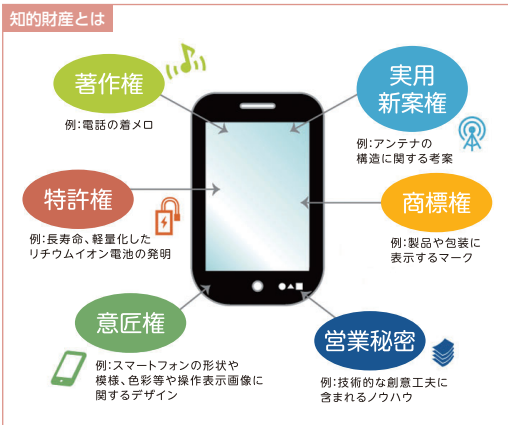 知的財産とは
著作権
例：電話の着メロ
実用
新案権
例：アンテナの
構造に関する考案
特許権
例：長寿命、軽量化した
リチウムイオン電池の発明
商標権
例：製品や包装に
表示するマーク
意匠権
例：スマートフォンの形状や
模様、色彩等や操作表示画像に
関するデザイン
営業秘密
例：技術的な創意工夫に
含まれるノウハウ